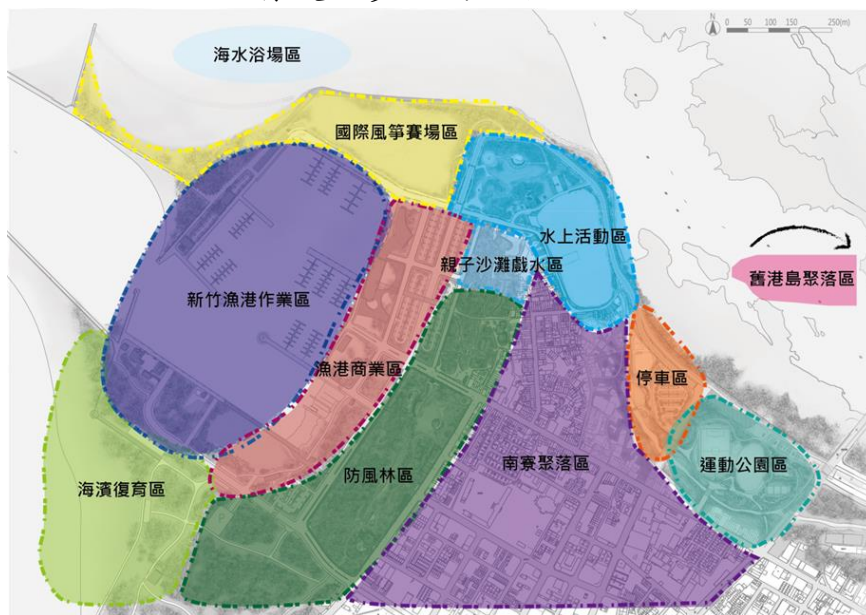 N
0 50 100 150 250(m)
海水浴場區
國際風箏賽場區
水上活動區
親子沙灘戲水區
舊港島聚落區
新竹漁港作業區
漁港商業區
停車區
防風林區
南寮聚落區
運動公園區
海濱復育區